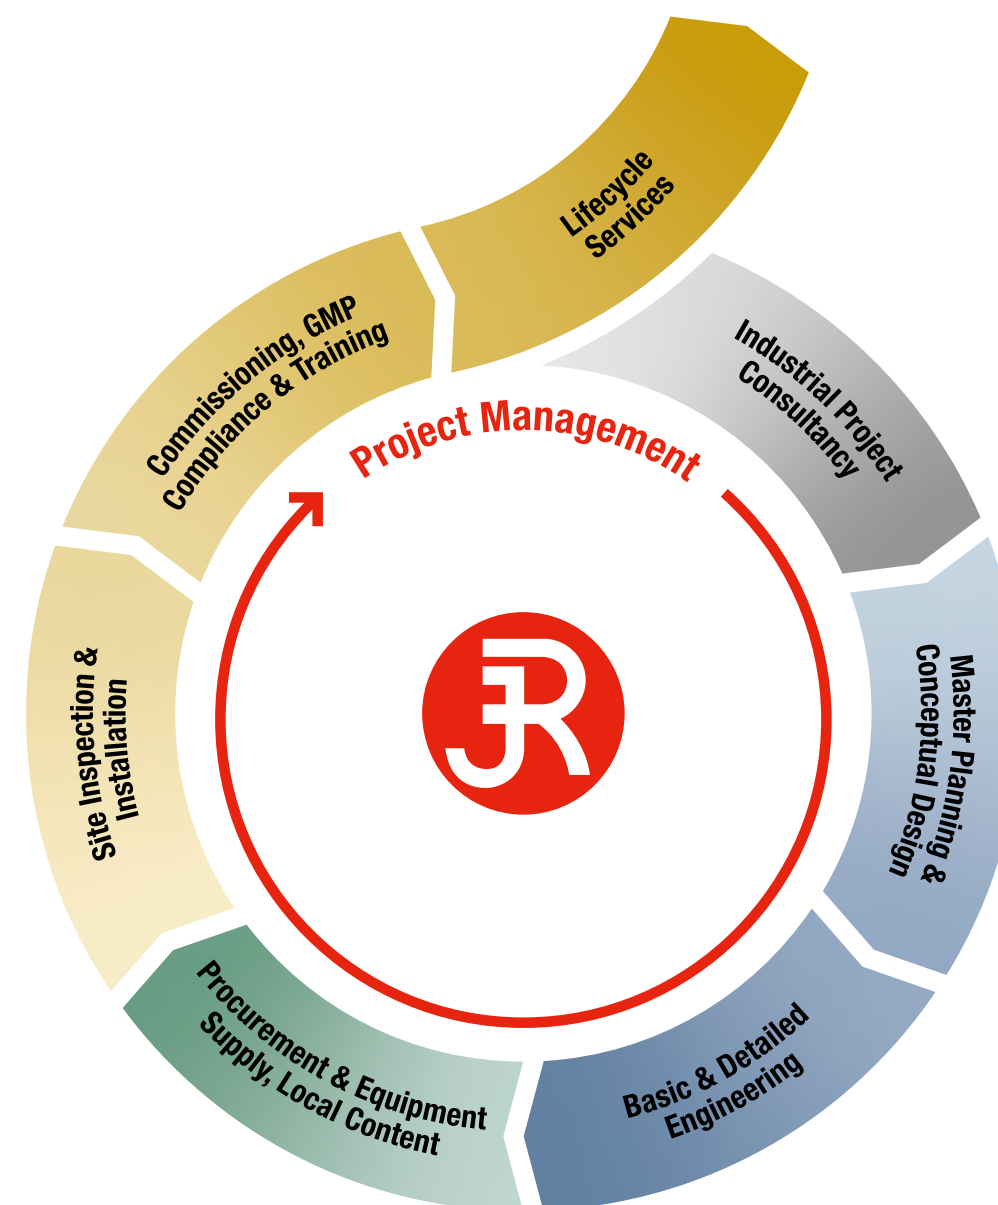 Lifecycle
Services
Industrial Project
Consultancy
Master Planning &
Conceptual Design
Basic & Detailed
Engineering
Procurement & Equipment
Supply, Local Content
Site Inspection &
Installation
Commissioning, GMP
Compliance & Training
Project Management
JR